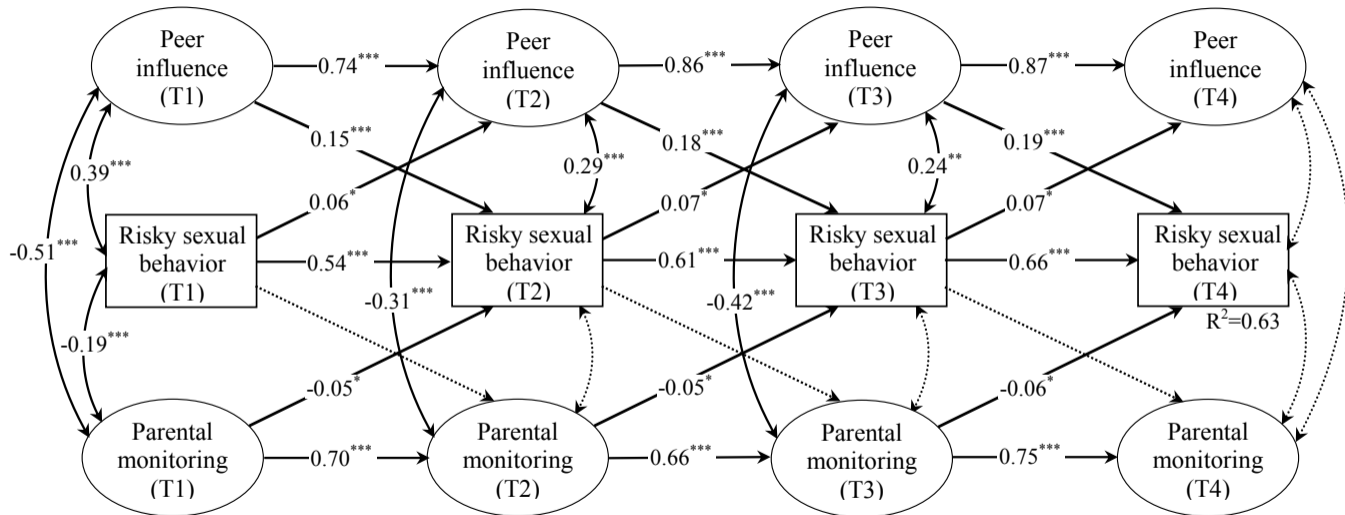 Peer
influence
(T1)
Peer
influence
(T2)
Peer
influence
(T3)
Peer
influence
(T4)
0.74***
0.86***
0.87***
0.15***
0.18***
0.19***
0.39***
0.29***
0.24**
0.06*
0.07*
0.07*
-0.51***
Risky sexual
behavior
(T1)
Risky sexual
behavior
(T2)
Risky sexual
behavior
(T3)
Risky sexual
behavior
(T4)
0.54***
0.61***
0.66***
-0.31***
-0.42***
R²=0.63
-0.19***
-0.05*
-0.05*
-0.06*
Parental
monitoring
(T1)
Parental
monitoring
(T2)
Parental
monitoring
(T3)
Parental
monitoring
(T4)
0.70***
0.66***
0.75***